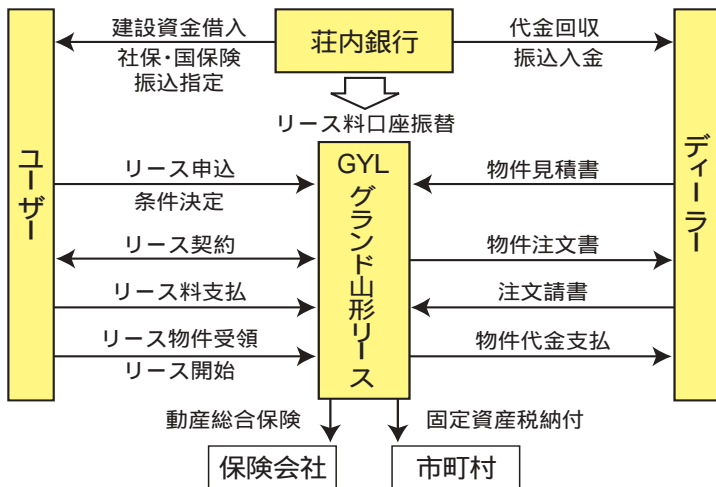 建設資金借入
社保・国保険
振込指定
荘内銀行
代金回収
振込入金
リース料口座振替
ユーザー
GYL
グランド山形リース
ディーラー
リース申込
条件決定
物件見積書
リース契約
物件注文書
リース料支払
注文請書
リース物件受領
リース開始
物件代金支払
動産総合保険
固定資産税納付
保険会社
市町村